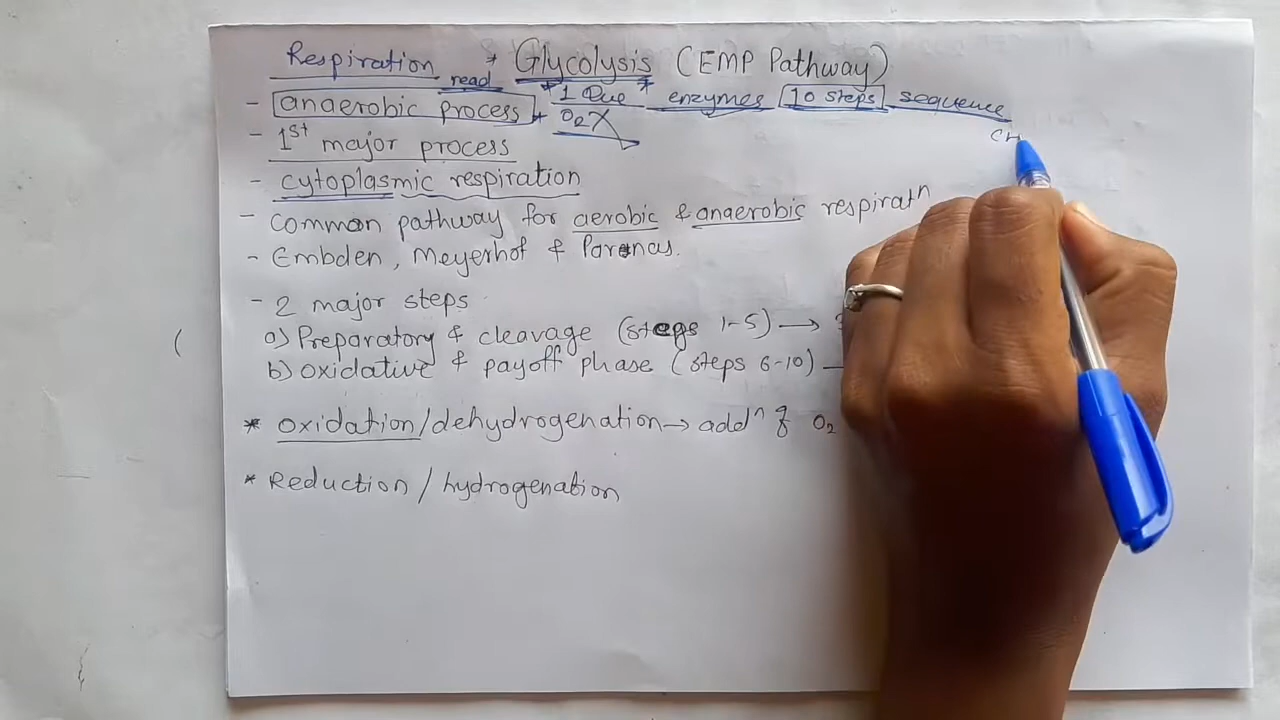 Respiration * Glycolysis (EMP Pathway)
read * 1 Que * enzymes 10 steps sequence
- anaerobic process * O₂ X
- 1st major process
- cytoplasmic respiration
- Common pathway for aerobic & anaerobic respiratn
- Embden, Meyerhof & Parenas.
- 2 major steps
a) Preparatory & cleavage (steps 1-5) →
b) Oxidative & payoff phase (steps 6-10) –
* Oxidation/dehydrogenation → addn of O₂
* Reduction / hydrogenation